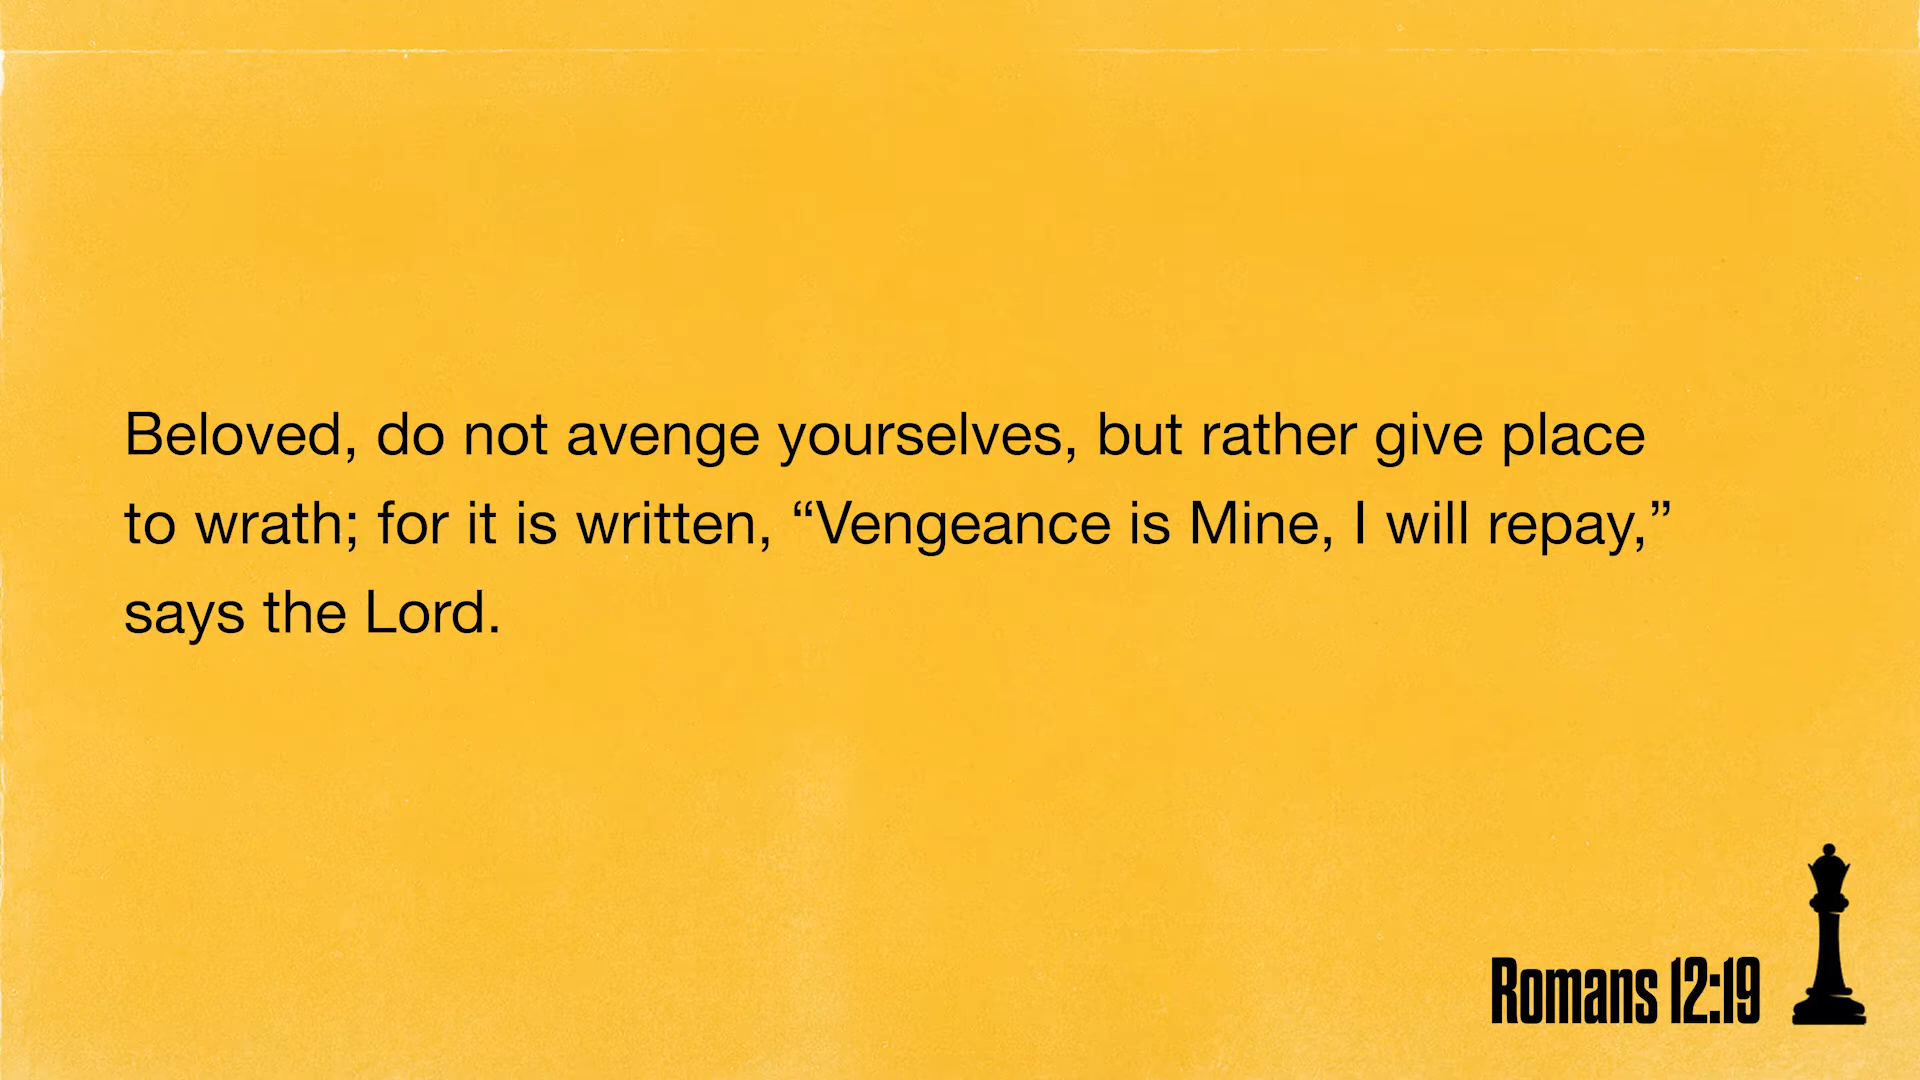 Beloved, do not avenge yourselves, but rather give place
to wrath; for it is written, “Vengeance is Mine, I will repay,”
says the Lord.
Romans 12:19